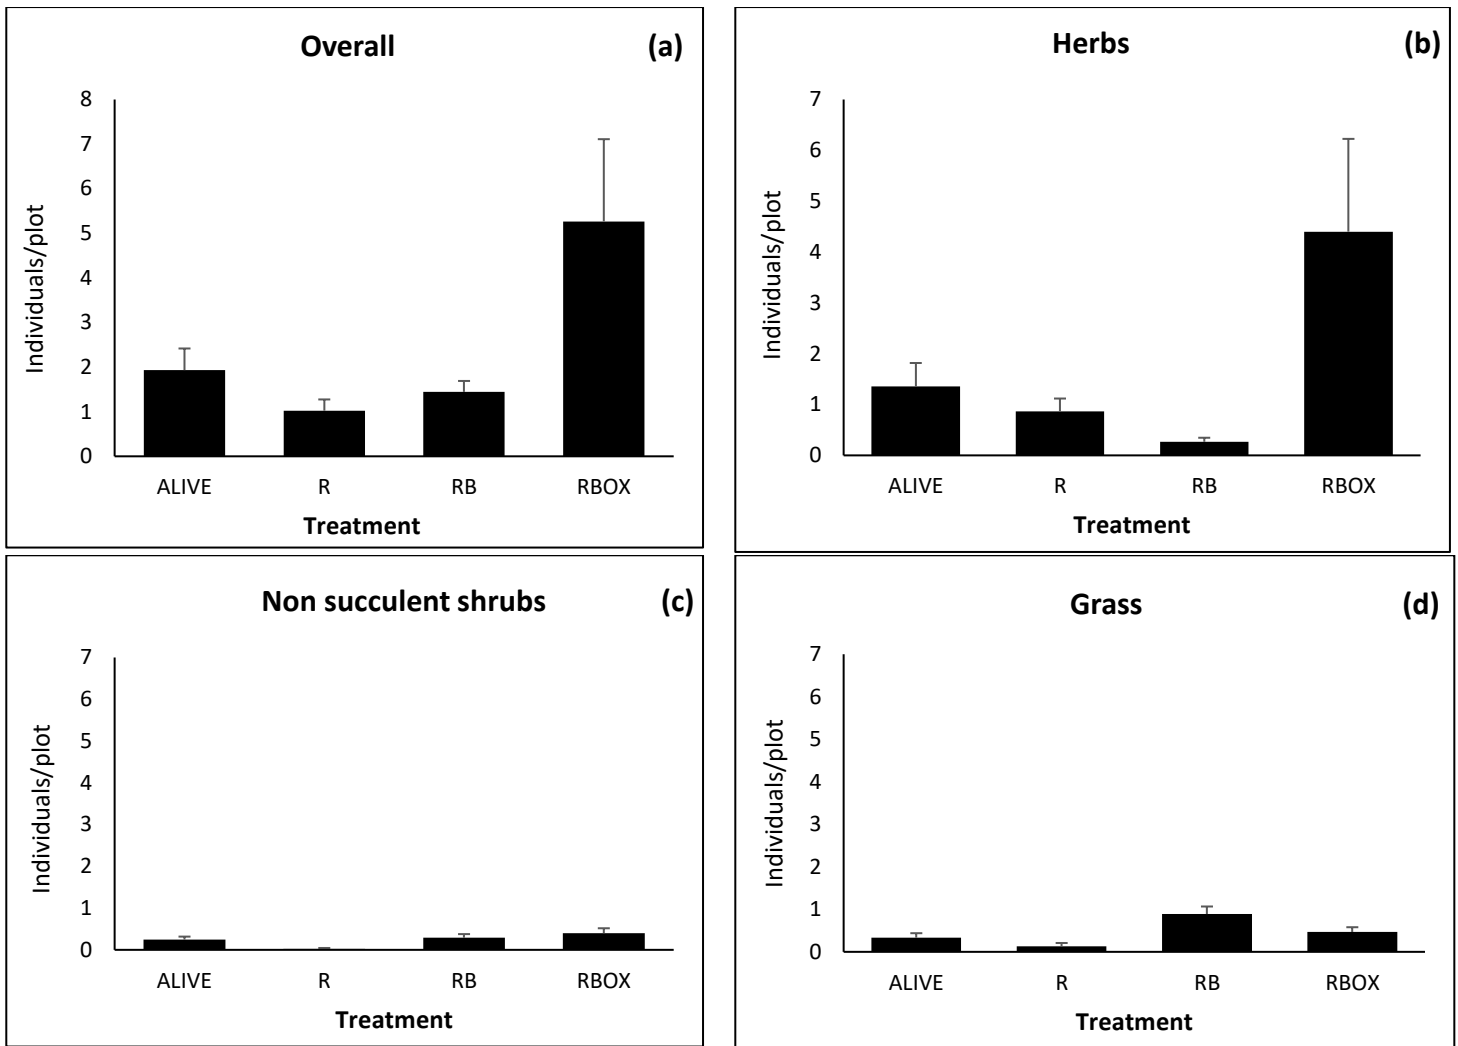 Overall
(a)
8
7
6
5
4
3
2
1
0
Individuals/plot
ALIVE R RB RBOX
Treatment
Herbs
(b)
7
6
5
4
3
2
1
0
Individuals/plot
ALIVE R RB RBOX
Treatment
Non succulent shrubs
(c)
7
6
5
4
3
2
1
0
Individuals/plot
ALIVE R RB RBOX
Treatment
Grass
(d)
7
6
5
4
3
2
1
0
Individuals/plot
ALIVE R RB RBOX
Treatment